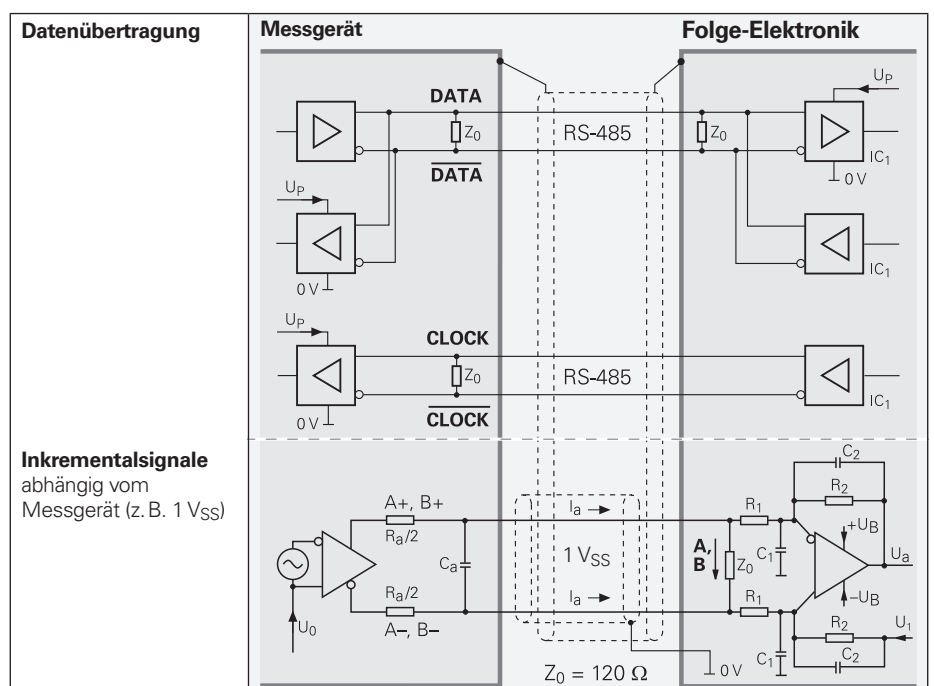 Datenübertragung
Messgerät
Folge-Elektronik
DATA
Z0
RS-485
Z0
DATA
UP
IC1
0 V
UP
0 V
IC1
UP
CLOCK
Z0
RS-485
CLOCK
0 V
IC1
Inkrementalsignale
abhängig vom
Messgerät (z. B. 1 VSS)
A+, B+
Ra/2
Ca
Ra/2
A–, B–
U0
Ia
1 VSS
Ia
Z0 = 120 Ω
0 V
A,
B
Z0
R1
C1
R1
C1
C2
R2
+UB
Ua
–UB
R2
U1
C2